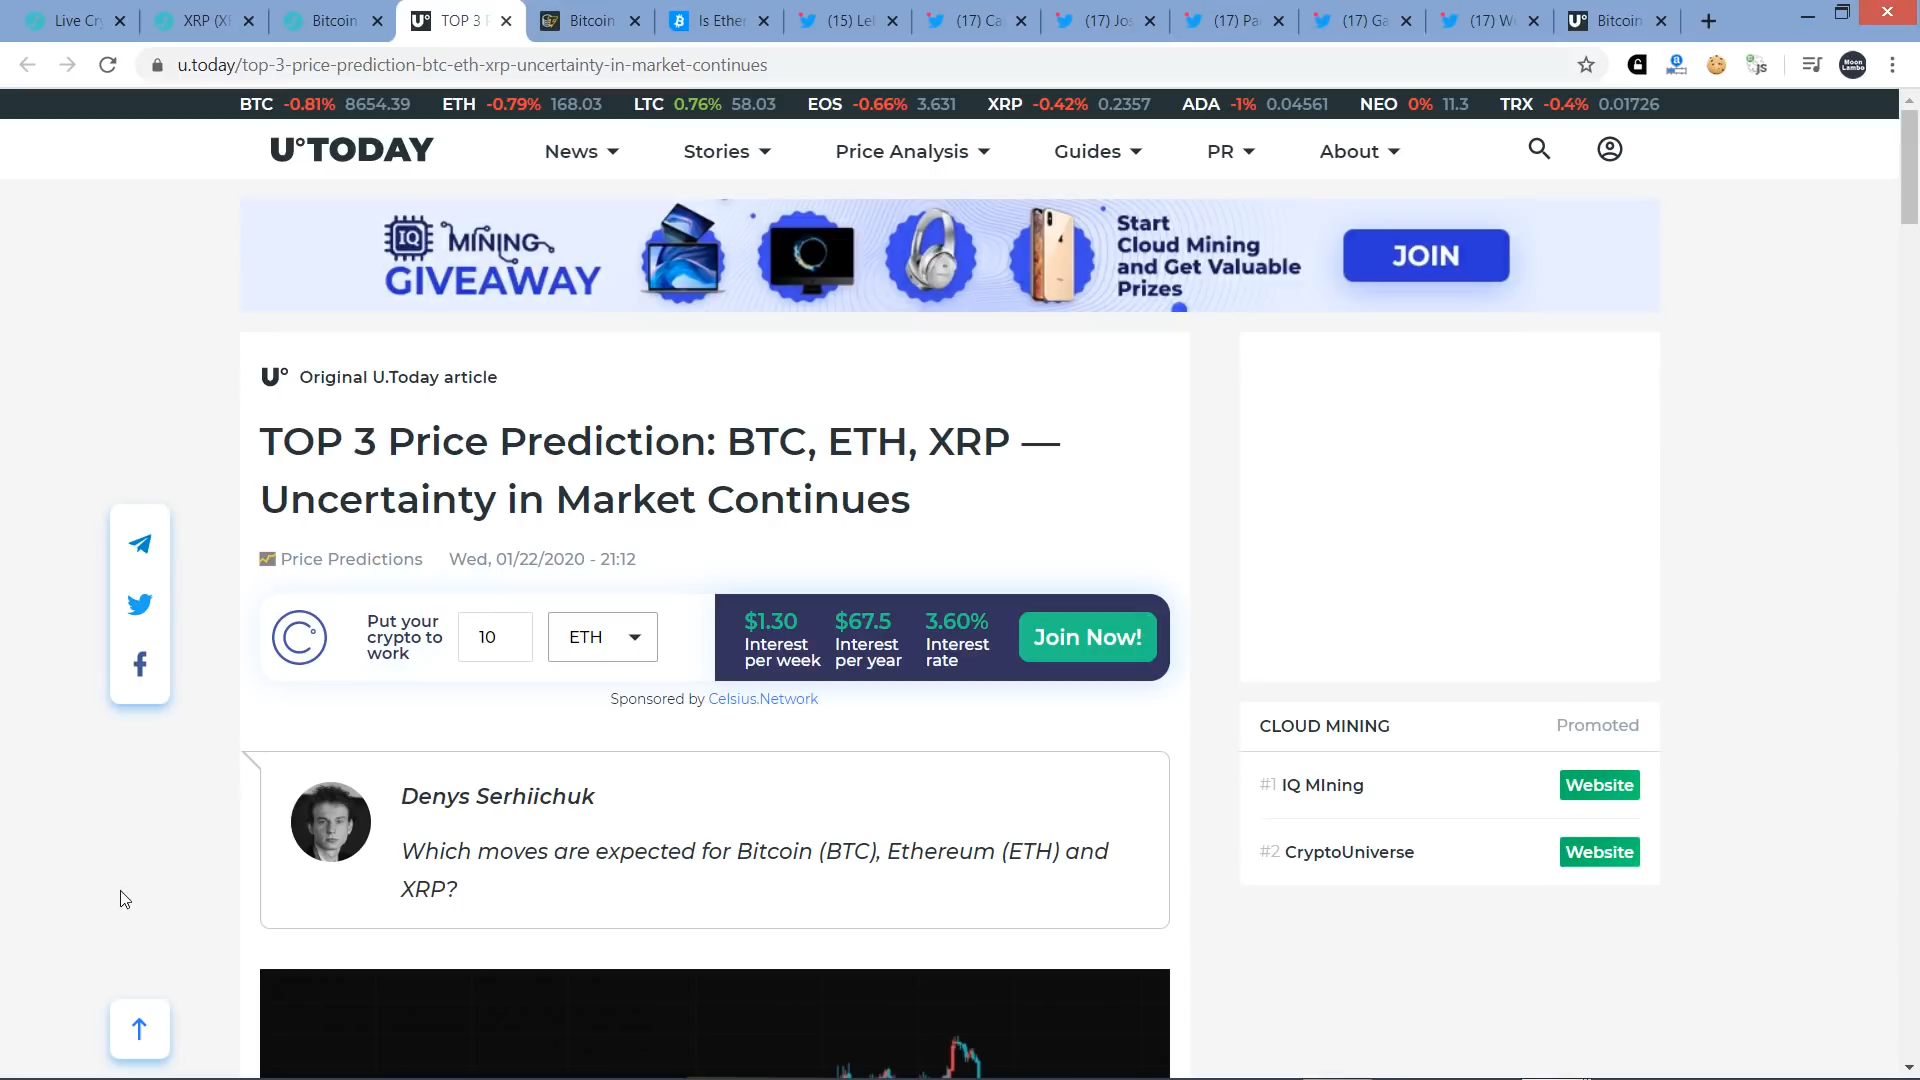 Live Cr
XRP (XF
Bitcoin
TOP 3 F
Bitcoin
Is Ether
(15) Lel
(17) Ca
(17) Jos
(17) Pa
(17) Ga
(17) W
Bitcoin
u.today/top-3-price-prediction-btc-eth-xrp-uncertainty-in-market-continues
BTC -0.81% 8654.39 ETH -0.79% 168.03 LTC 0.76% 58.03 EOS -0.66% 3.631 XRP -0.42% 0.2357 ADA -1% 0.04561 NEO 0% 11.3 TRX -0.4% 0.01726
U°TODAY
News Stories Price Analysis Guides PR About
IQ MINING
GIVEAWAY
Start
Cloud Mining
and Get Valuable
Prizes
JOIN
U° Original U.Today article
TOP 3 Price Prediction: BTC, ETH, XRP —
Uncertainty in Market Continues
Price Predictions Wed, 01/22/2020 - 21:12
Put your
crypto to
work
10
ETH
$1.30
Interest
per week
$67.5
Interest
per year
3.60%
Interest
rate
Join Now!
Sponsored by Celsius.Network
CLOUD MINING Promoted
#1 IQ MIning Website
#2 CryptoUniverse Website
Denys Serhiichuk
Which moves are expected for Bitcoin (BTC), Ethereum (ETH) and
XRP?